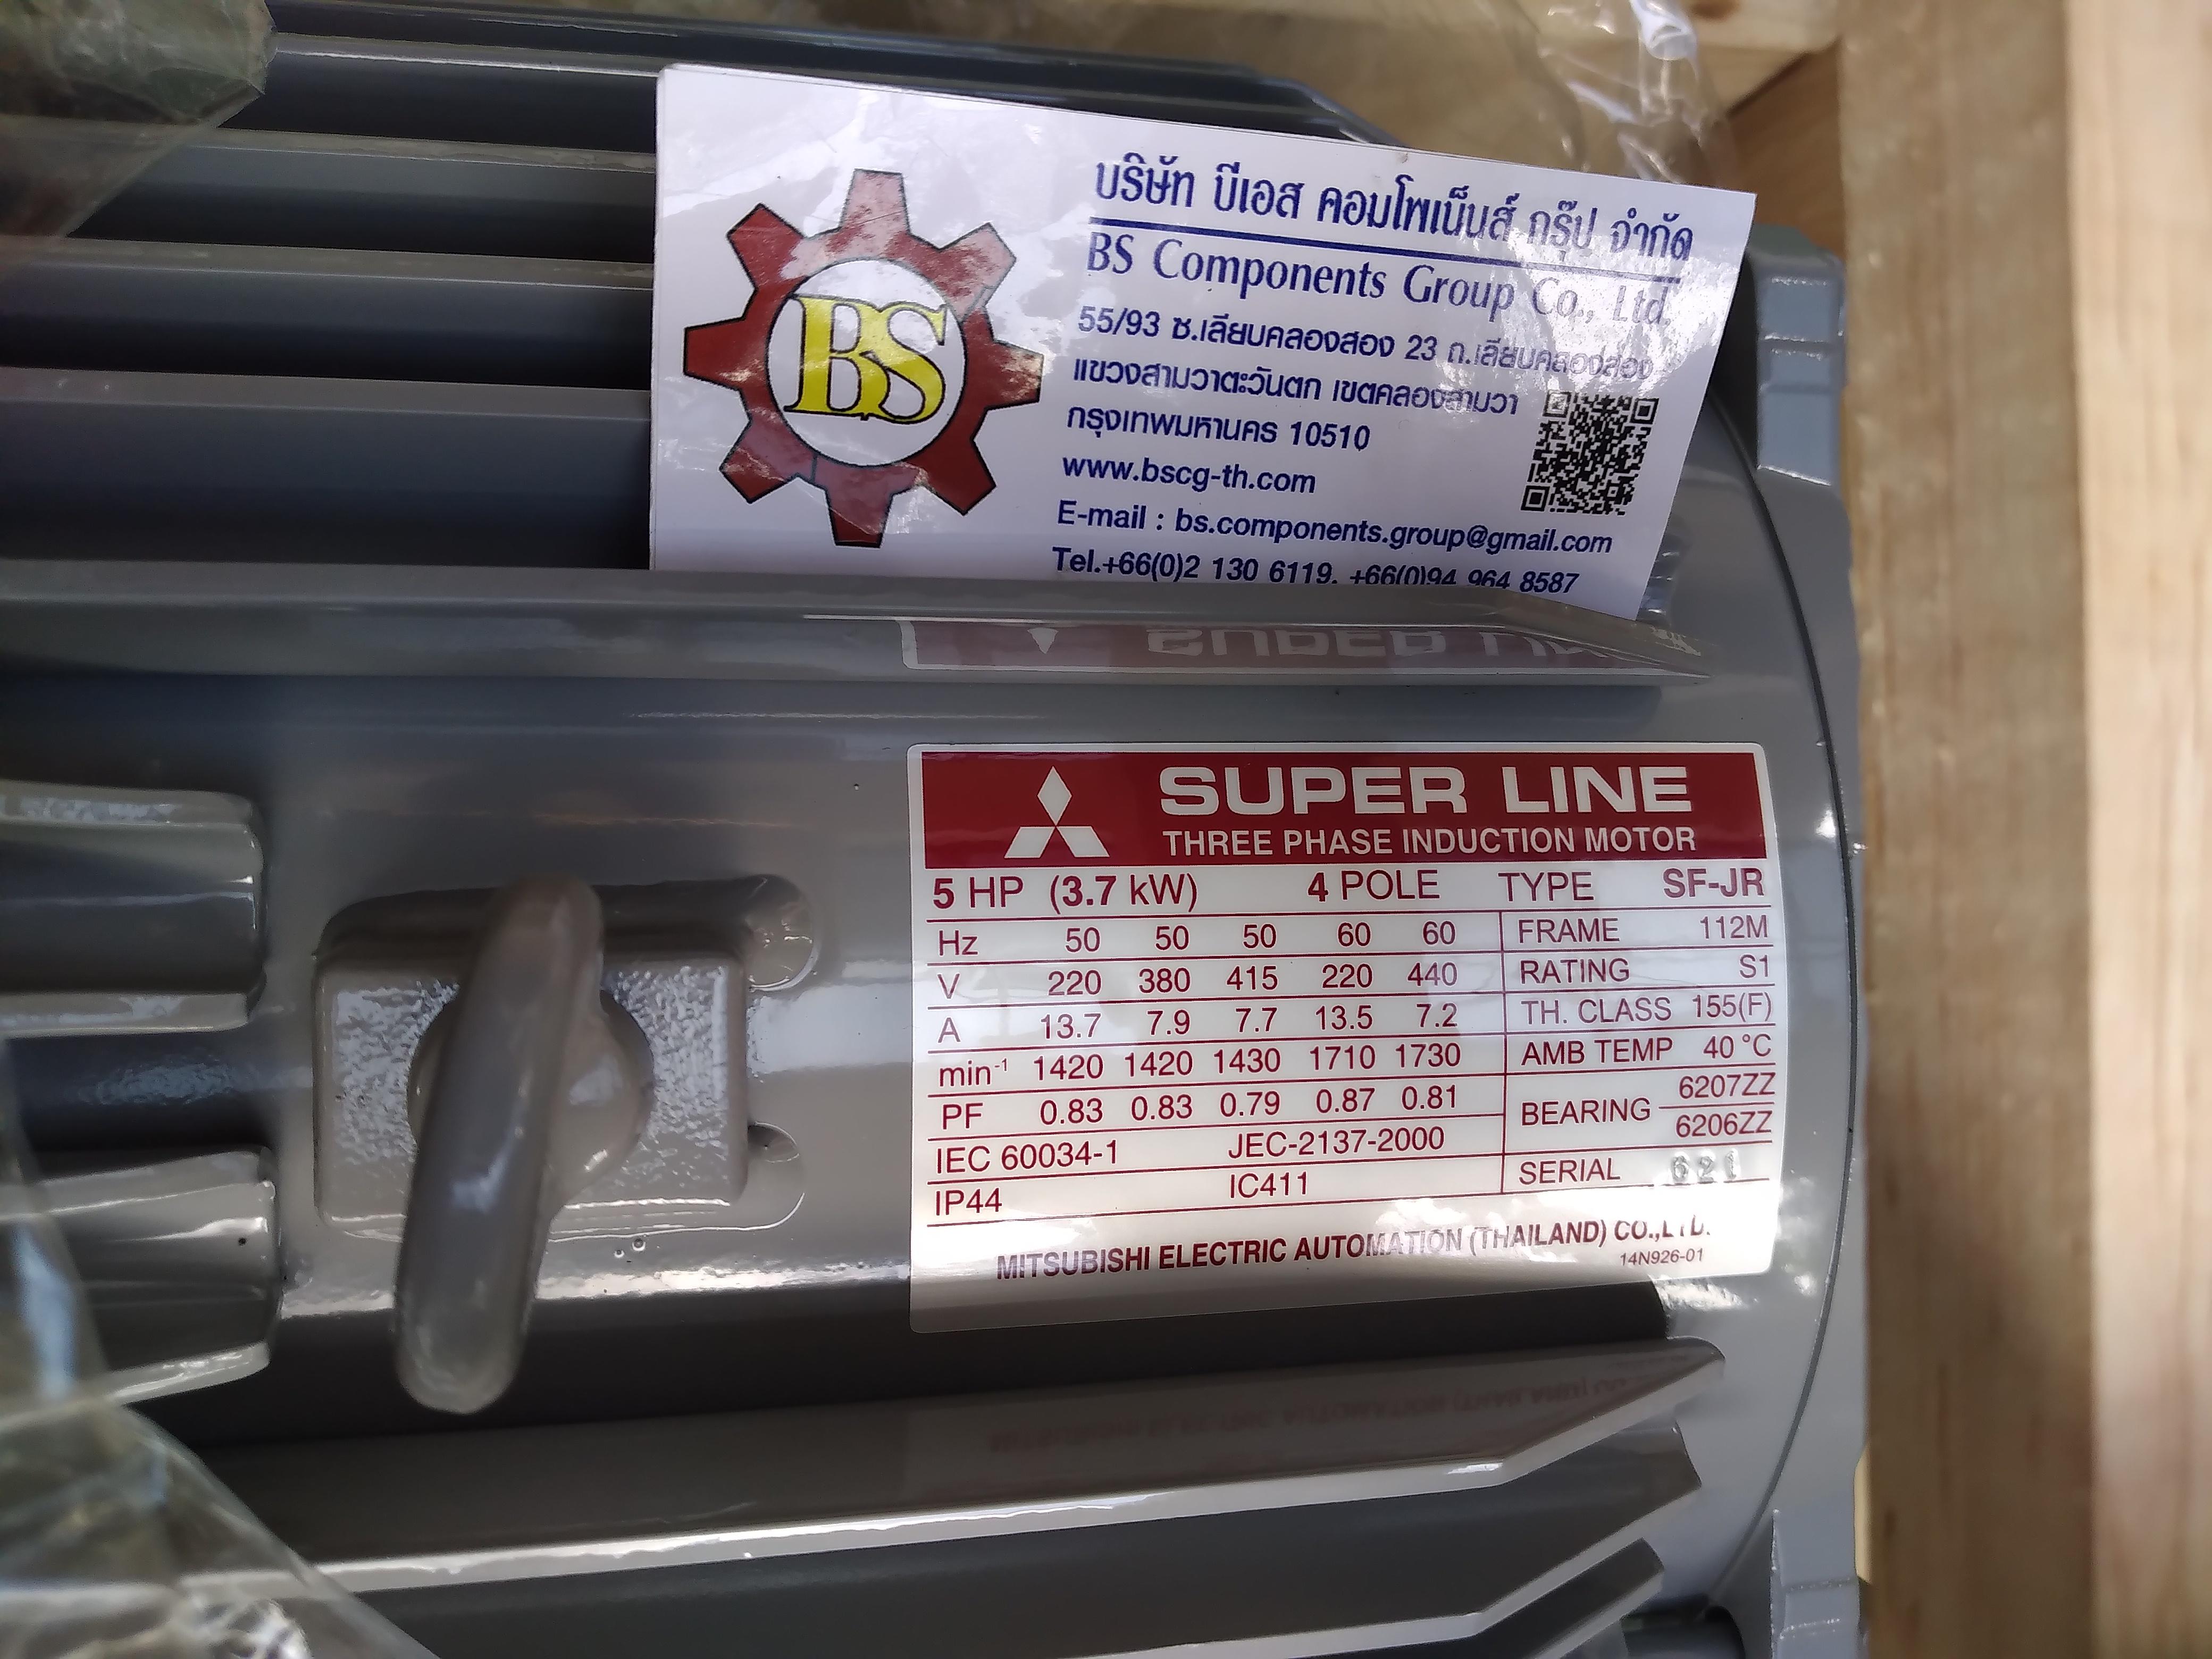 บริษัท บีเอส คอมโพเน็นส์ กรุ๊ป จำกัด
BS Components Group Co., Ltd.
55/93 ซ.เลียบคลองสอง 23 ถ.เลียบคลองสอง
แขวงสามวาตะวันตก เขตคลองสามวา
กรุงเทพมหานคร 10510
www.bscg-th.com
E-mail : bs.components.group@gmail.com
Tel.+66(0)2 130 6119, +66(0)94 964 8587
BS
SUPER LINE
THREE PHASE INDUCTION MOTOR
5 HP (3.7 kW) 4 POLE TYPE SF-JR
Hz 50 50 50 60 60 FRAME 112M
V 220 380 415 220 440 RATING S1
A 13.7 7.9 7.7 13.5 7.2 TH. CLASS 155(F)
min-1 1420 1420 1430 1710 1730 AMB TEMP 40 °C
PF 0.83 0.83 0.79 0.87 0.81 BEARING 6207ZZ
6206ZZ
IEC 60034-1 JEC-2137-2000
IP44 IC411 SERIAL 621
MITSUBISHI ELECTRIC AUTOMATION (THAILAND) CO.,LTD.
14N926-01